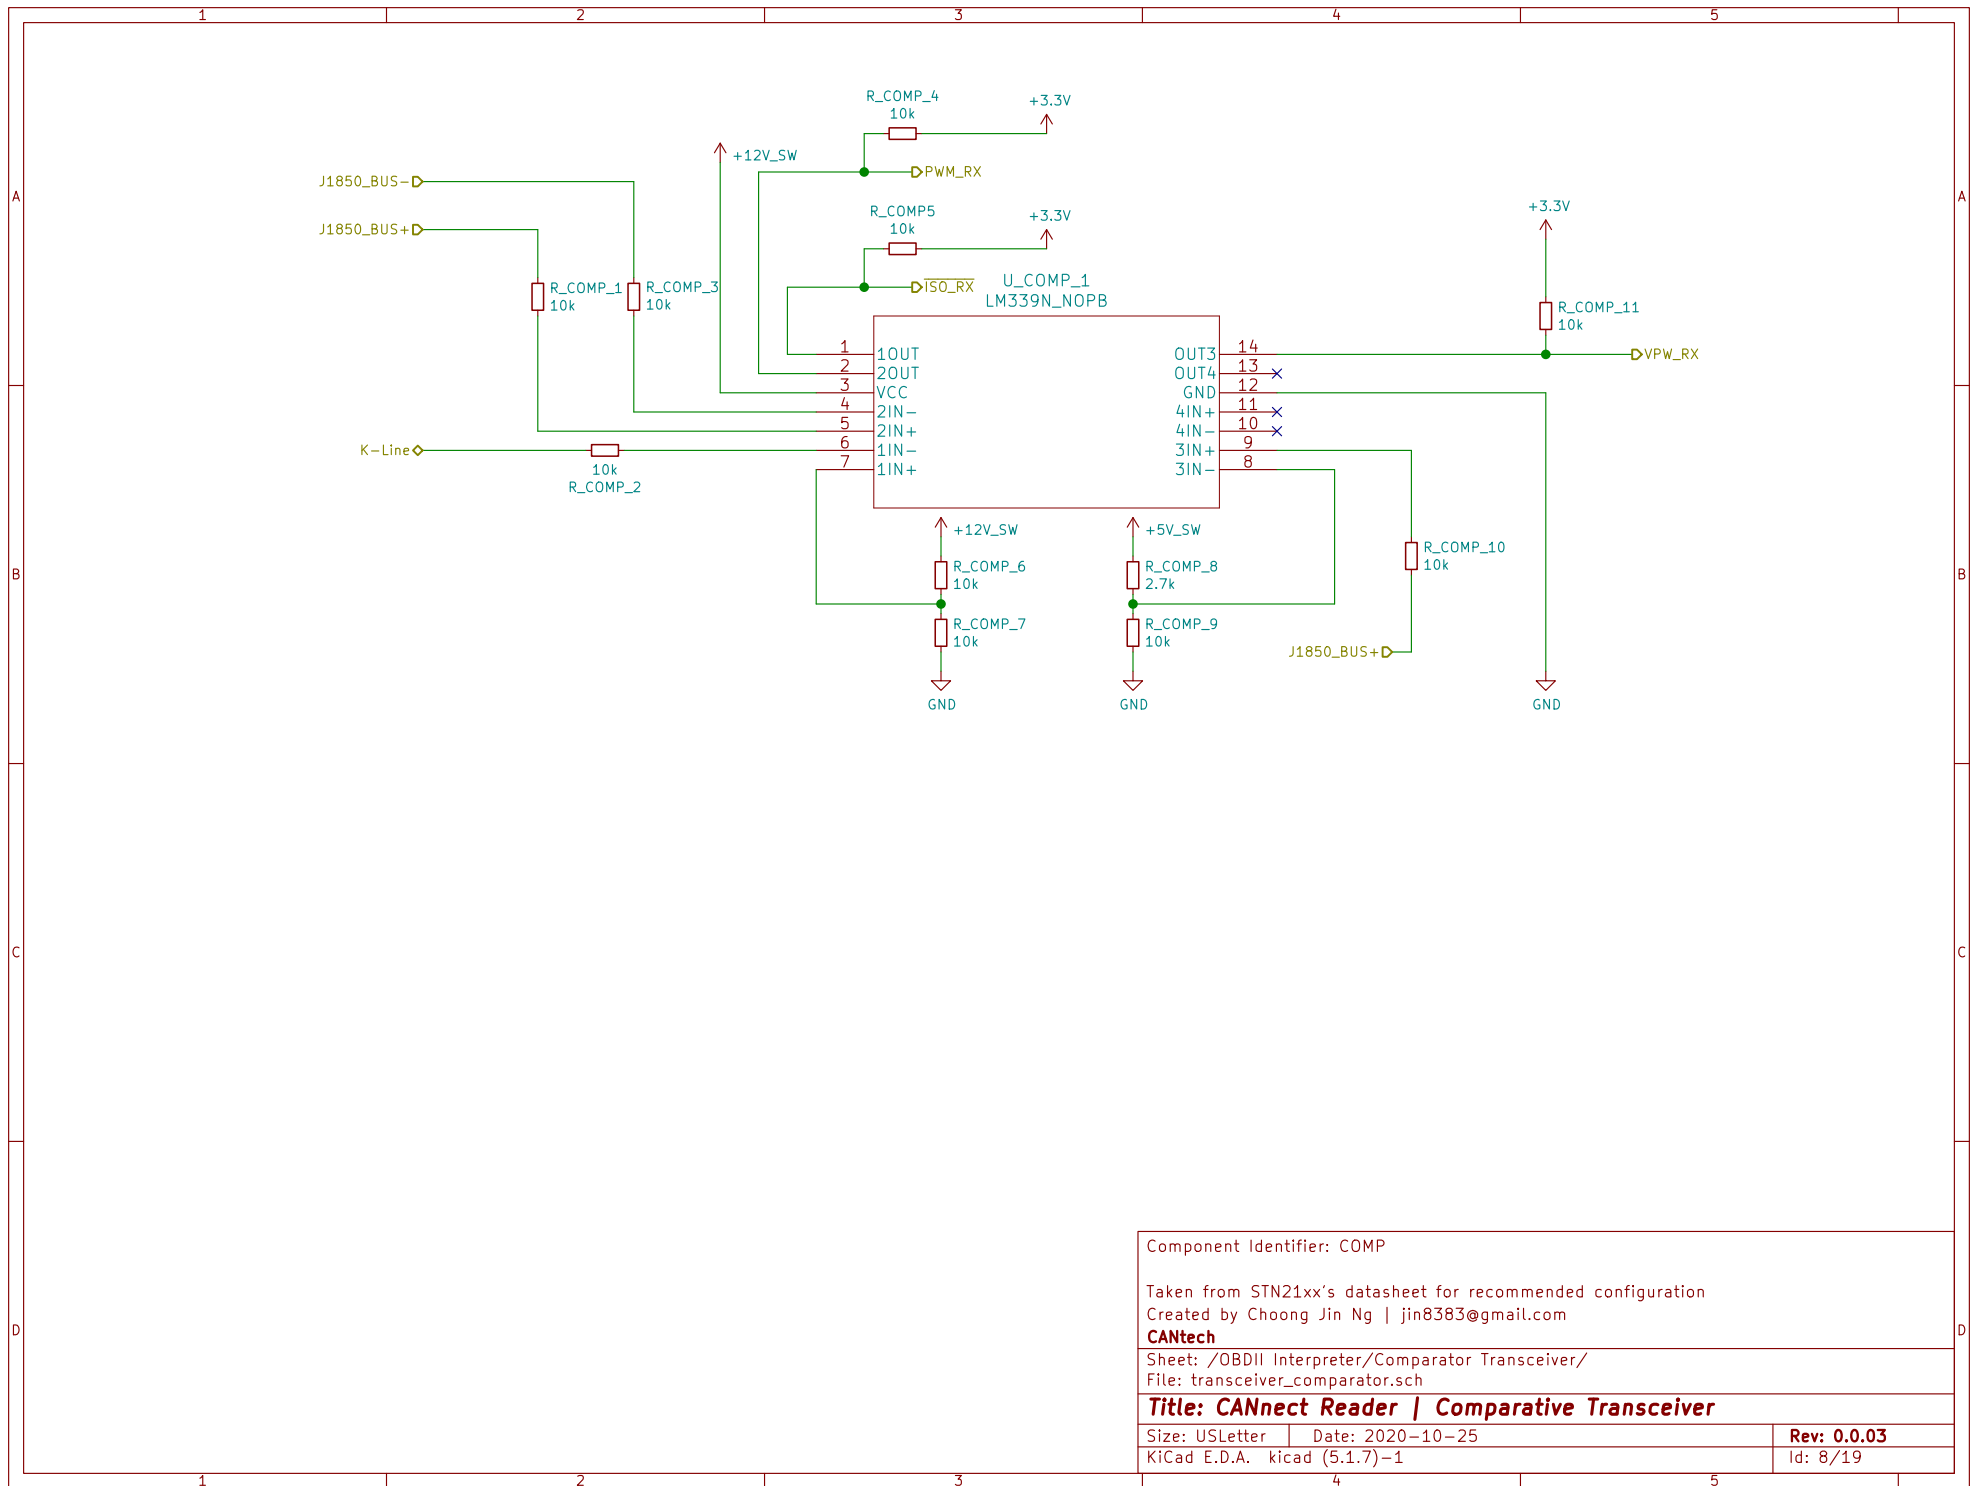 1 2 3 4 5
A
B
C
D
A
B
C
D
R_COMP_4
10k
+3.3V
+12V_SW
PWM_RX
J1850_BUS-
J1850_BUS+
R_COMP5
10k
+3.3V
ISO_RX
+3.3V
R_COMP_1
10k
R_COMP_3
10k
U_COMP_1
LM339N_NOPB
R_COMP_11
10k
VPW_RX
1 1OUT
2 2OUT
3 VCC
4 2IN-
5 2IN+
6 1IN-
7 1IN+
OUT3 14
OUT4 13
GND 12
4IN+ 11
4IN- 10
3IN+ 9
3IN- 8
K-Line
10k
R_COMP_2
+12V_SW
R_COMP_6
10k
R_COMP_7
10k
GND
+5V_SW
R_COMP_8
2.7k
R_COMP_9
10k
GND
R_COMP_10
10k
J1850_BUS+
GND
Component Identifier: COMP
Taken from STN21xx's datasheet for recommended configuration
Created by Choong Jin Ng | jin8383@gmail.com
CANtech
Sheet: /OBDII Interpreter/Comparator Transceiver/
File: transceiver_comparator.sch
Title: CANnect Reader | Comparative Transceiver
Size: USLetter Date: 2020-10-25 Rev: 0.0.03
KiCad E.D.A. kicad (5.1.7)-1 Id: 8/19
1 2 3 4 5